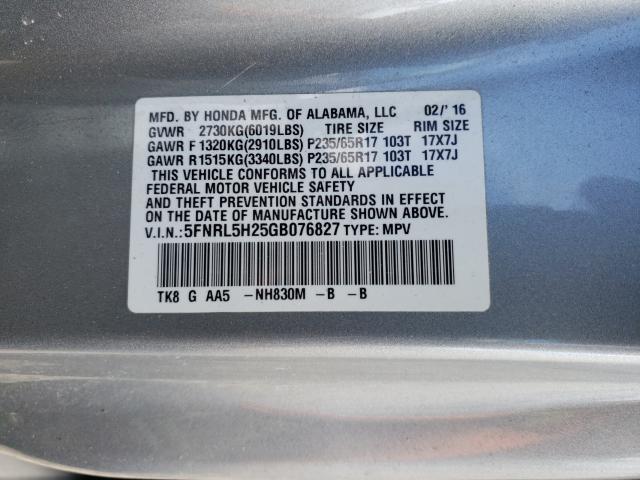 MFD. BY HONDA MFG. OF ALABAMA, LLC 02/' 16
GVWR 2730KG(6019LBS) TIRE SIZE RIM SIZE
GAWR F 1320KG(2910LBS) P235/65R17 103T 17X7J
GAWR R 1515KG(3340LBS) P235/65R17 103T 17X7J
THIS VEHICLE CONFORMS TO ALL APPLICABLE
FEDERAL MOTOR VEHICLE SAFETY
AND THEFT PREVENTION STANDARDS IN EFFECT
ON THE DATE OF MANUFACTURE SHOWN ABOVE.
V.I.N.: 5FNRL5H25GB076827 TYPE: MPV
TK8 G AA5 -NH830M -B -B